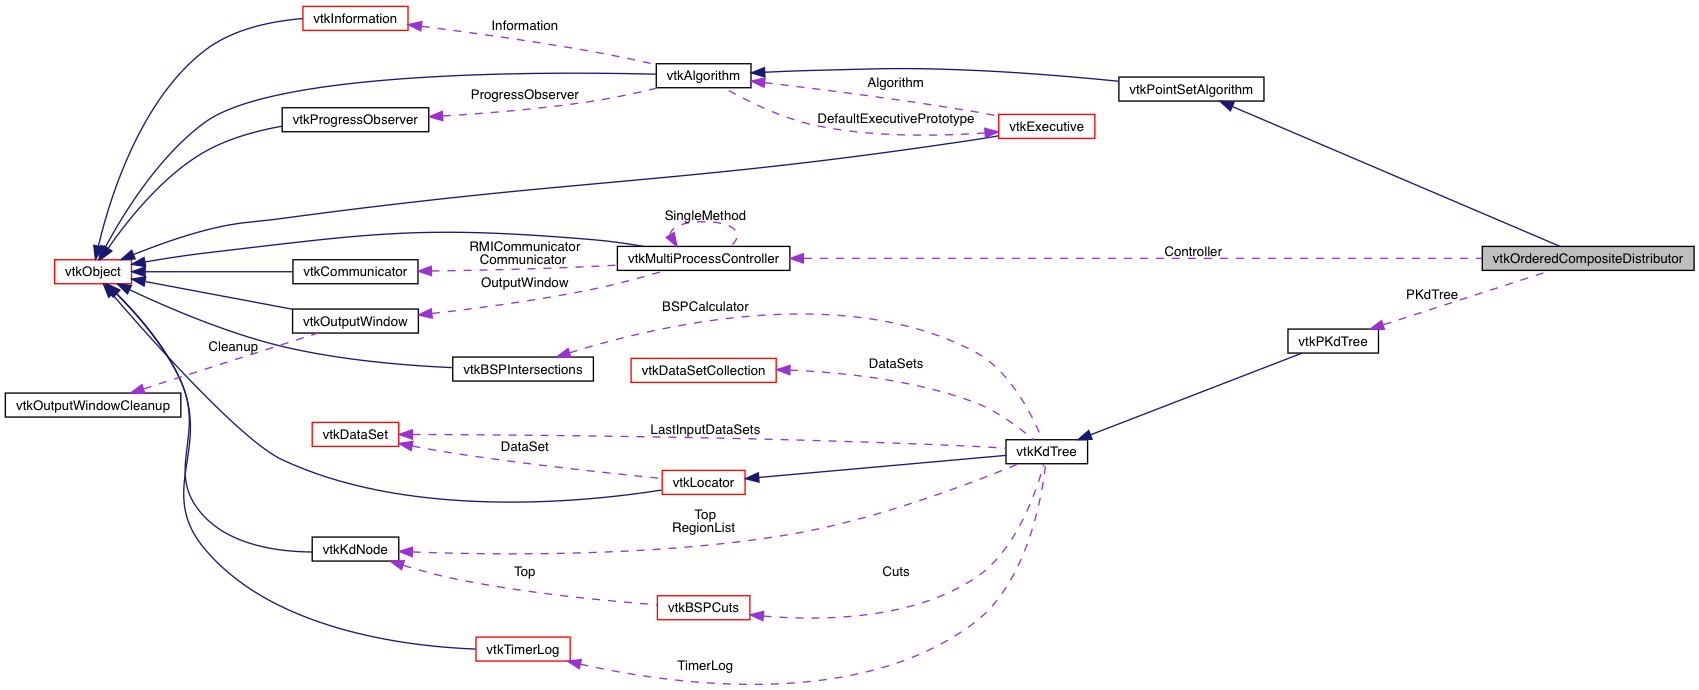 vtkInformation
Information
vtkAlgorithm
Algorithm
vtkPointSetAlgorithm
ProgressObserver
vtkProgressObserver
DefaultExecutivePrototype
vtkExecutive
SingleMethod
RMICommunicator
Communicator
vtkMultiProcessController
Controller
vtkOrderedCompositeDistributor
vtkObject
vtkCommunicator
OutputWindow
PKdTree
BSPCalculator
vtkOutputWindow
Cleanup
vtkPKdTree
vtkBSPIntersections
vtkDataSetCollection
DataSets
vtkOutputWindowCleanup
vtkDataSet
LastInputDataSets
DataSet
vtkKdTree
vtkLocator
Top
RegionList
vtkKdNode
Top
Cuts
vtkBSPCuts
vtkTimerLog
TimerLog